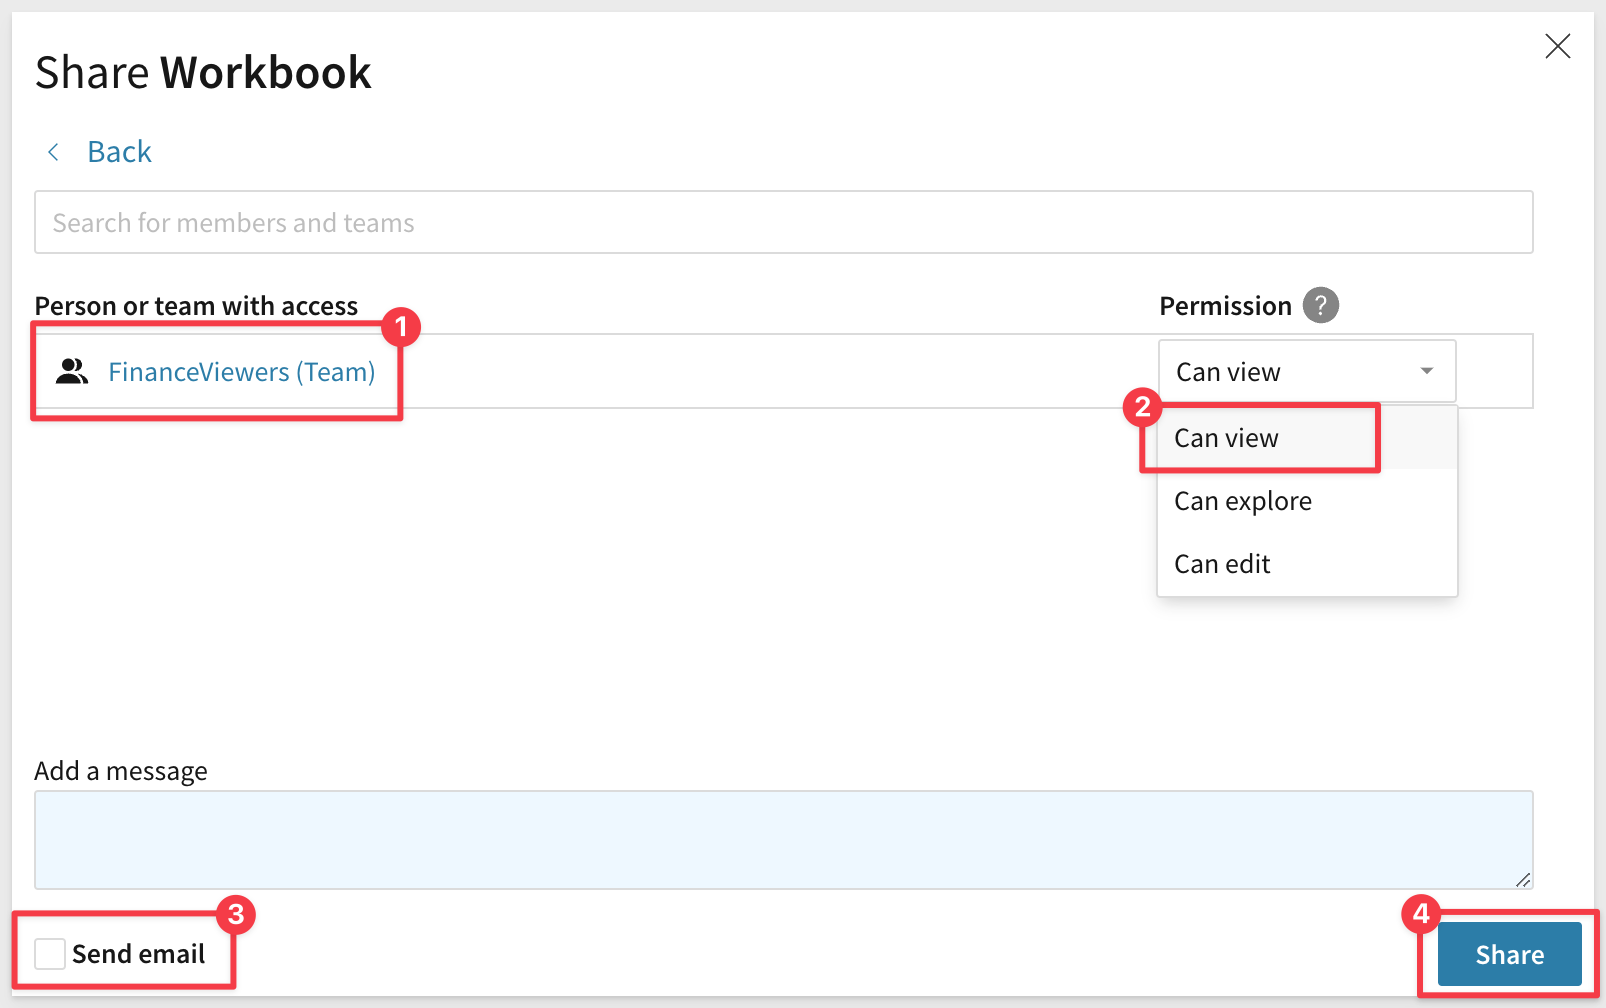 Share Workbook
Back
Search for members and teams
Person or team with access
Permission ?
1
FinanceViewers (Team)
Can view
2
Can view
Can explore
Can edit
Add a message
3
Send email
4
Share